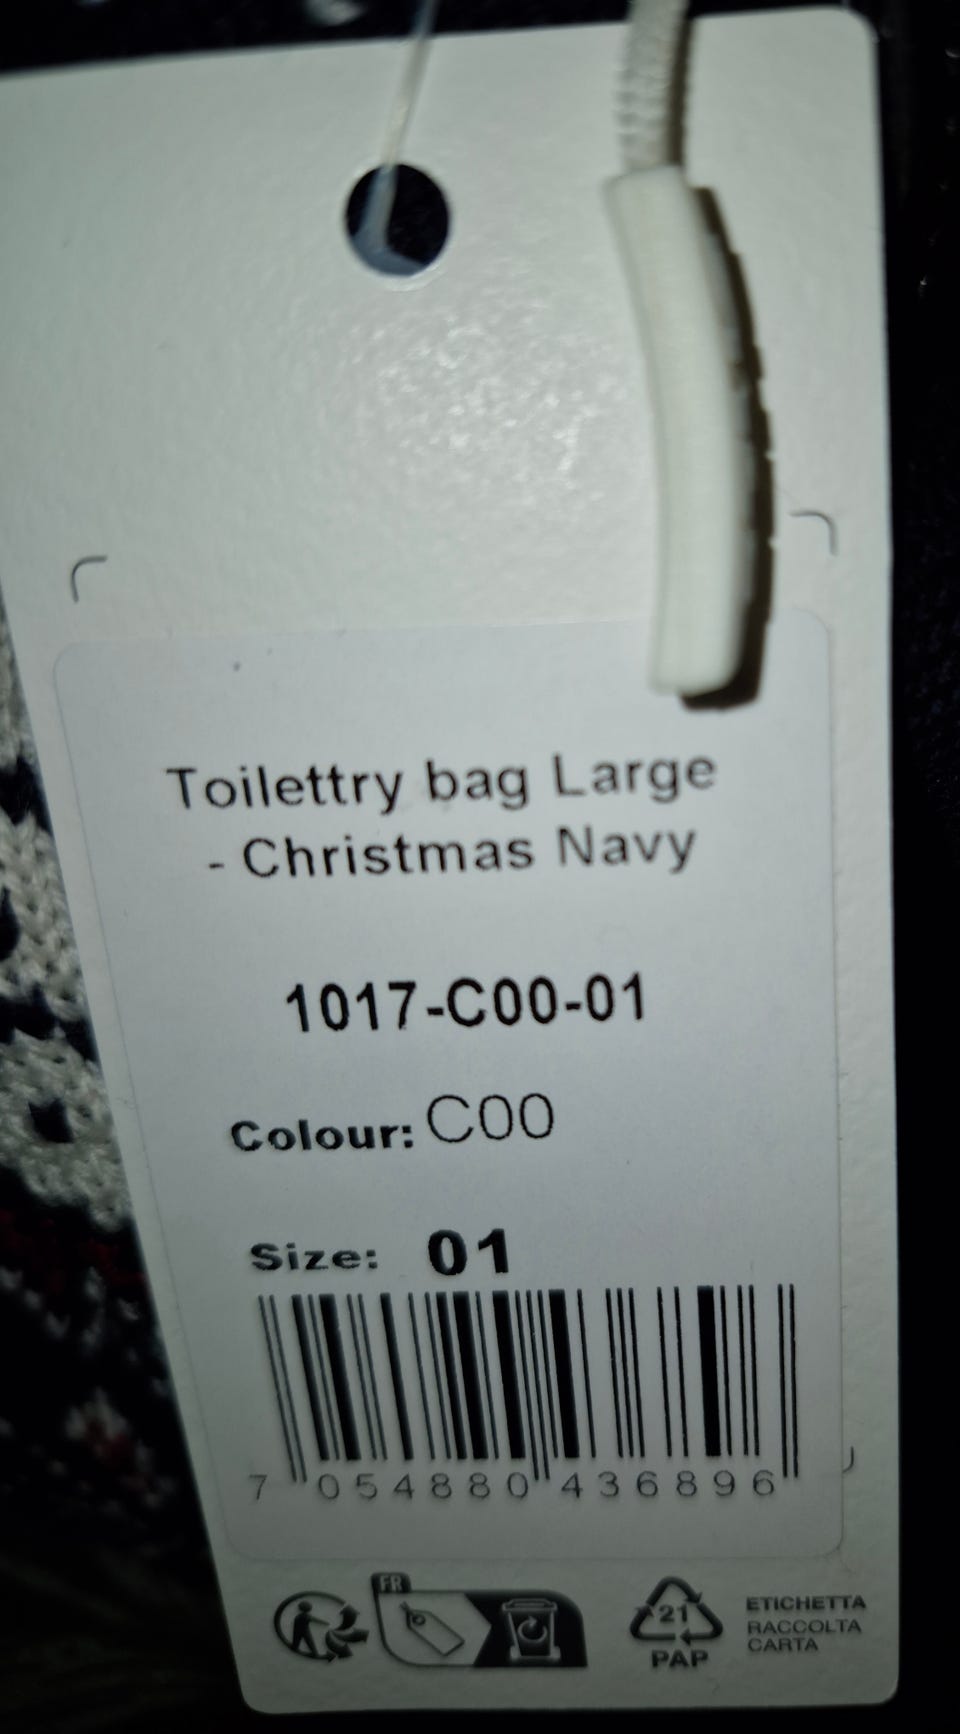 Toilettry bag Large
- Christmas Navy
1017-C00-01
Colour: C00
Size: 01
7 054880 436896
FR
21
PAP
ETICHETTA
RACCOLTA
CARTA